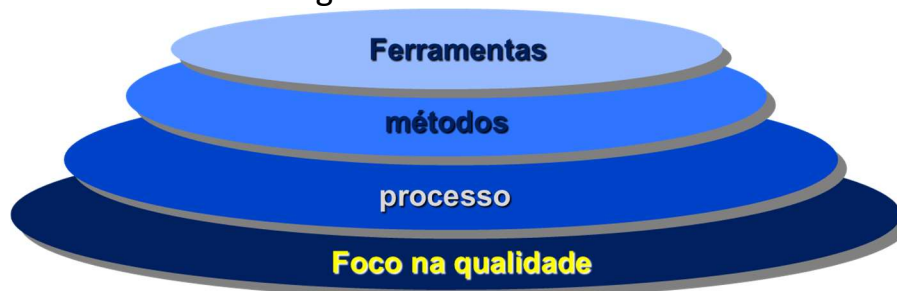 Ferramentas
métodos
processo
Foco na qualidade